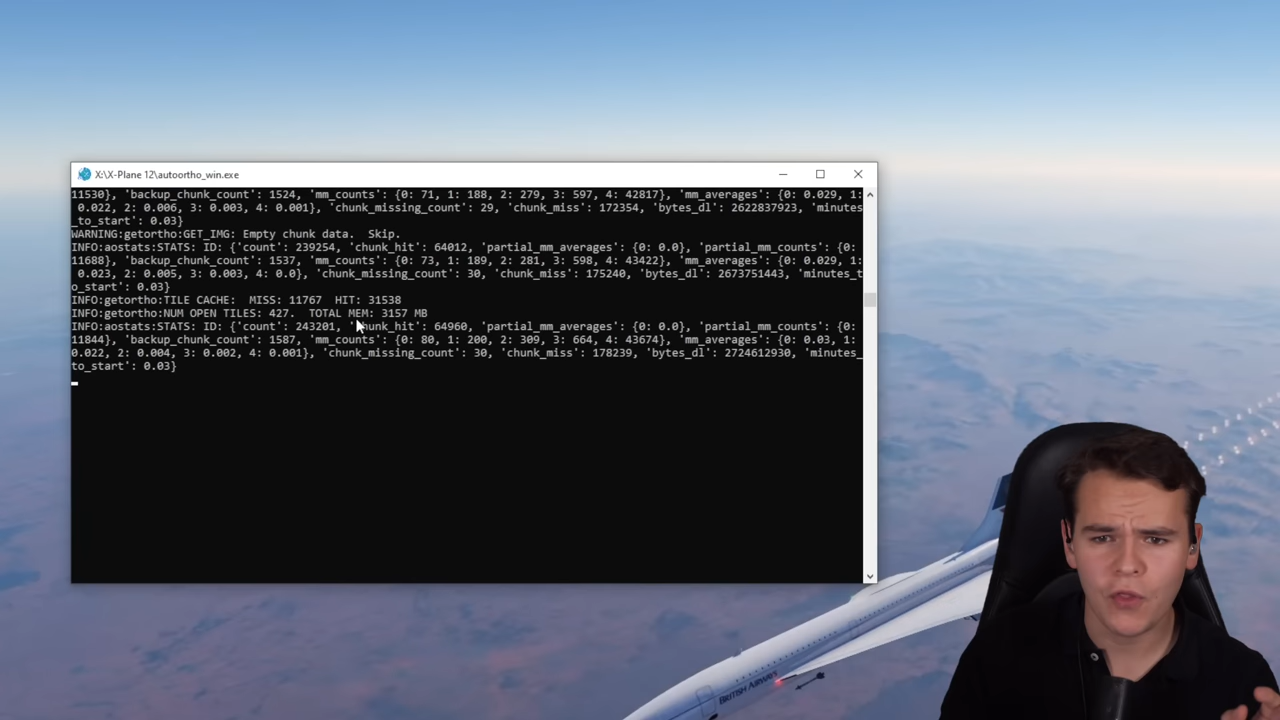 X:\X-Plane 12\autoortho_win.exe
11530}, 'backup_chunk_count': 1524, 'mm_counts': {0: 71, 1: 188, 2: 279, 3: 597, 4: 42817}, 'mm_averages': {0: 0.029, 1:
0.022, 2: 0.006, 3: 0.003, 4: 0.001}, 'chunk_missing_count': 29, 'chunk_miss': 172354, 'bytes_dl': 2622837923, 'minutes
_to_start': 0.03}
WARNING:getortho:GET_IMG: Empty chunk data.  Skip.
INFO:aostats:STATS: ID: {'count': 239254, 'chunk_hit': 64012, 'partial_mm_averages': {0: 0.0}, 'partial_mm_counts': {0:
11688}, 'backup_chunk_count': 1537, 'mm_counts': {0: 73, 1: 189, 2: 281, 3: 598, 4: 43422}, 'mm_averages': {0: 0.029, 1:
0.023, 2: 0.005, 3: 0.003, 4: 0.0}, 'chunk_missing_count': 30, 'chunk_miss': 175240, 'bytes_dl': 2673751443, 'minutes_t
o_start': 0.03}
INFO:getortho:TILE CACHE:  MISS: 11767  HIT: 31538
INFO:getortho:NUM OPEN TILES: 427.  TOTAL MEM: 3157 MB
INFO:aostats:STATS: ID: {'count': 243201, 'chunk_hit': 64960, 'partial_mm_averages': {0: 0.0}, 'partial_mm_counts': {0:
11844}, 'backup_chunk_count': 1587, 'mm_counts': {0: 80, 1: 200, 2: 309, 3: 664, 4: 43674}, 'mm_averages': {0: 0.03, 1:
0.022, 2: 0.004, 3: 0.002, 4: 0.001}, 'chunk_missing_count': 30, 'chunk_miss': 178239, 'bytes_dl': 2724612930, 'minutes_
to_start': 0.03}
BRITISH AIRWAYS